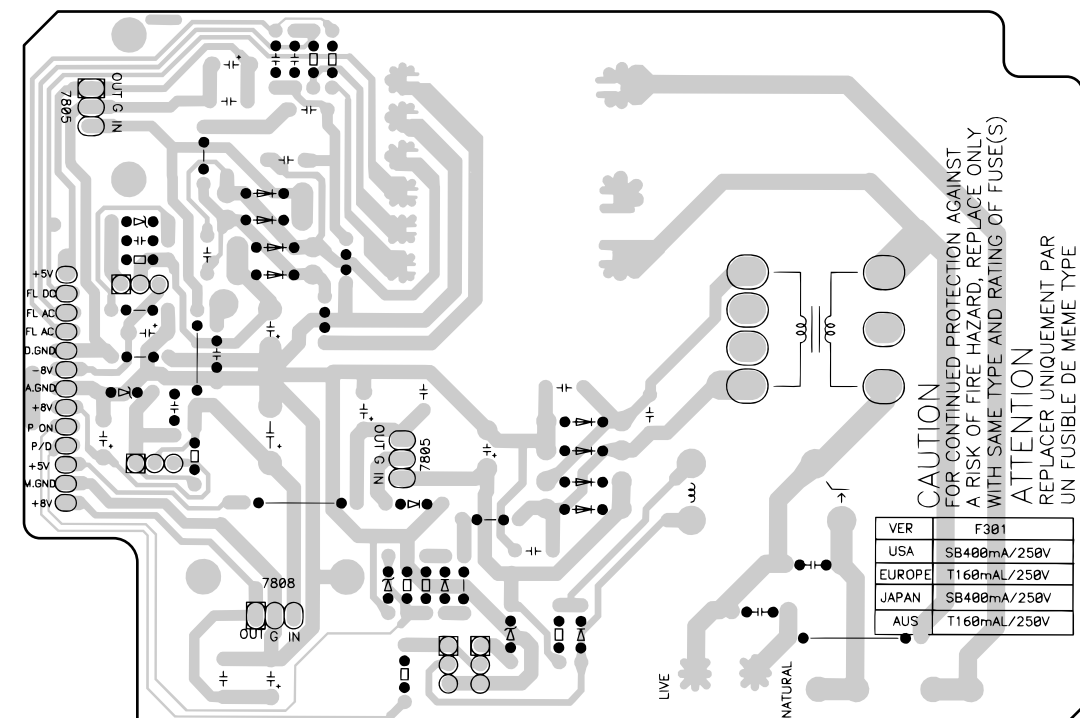 OUT G IN
7805
+5V
FL DC
FL AC
FL AC
D.GND
-8V
A.GND
+8V
P ON
P/D
+5V
M.GND
+8V
OUT G IN
7805
7808
OUT G IN
LIVE
NATURAL
CAUTION
FOR CONTINUED PROTECTION AGAINST
A RISK OF FIRE HAZARD, REPLACE ONLY
WITH SAME TYPE AND RATING OF FUSE(S)
ATTENTION
REPLACER UNIQUEMENT PAR
UN FUSIBLE DE MEME TYPE
VER F301
USA SB400mA/250V
EUROPE T160mAL/250V
JAPAN SB400mA/250V
AUS T160mAL/250V